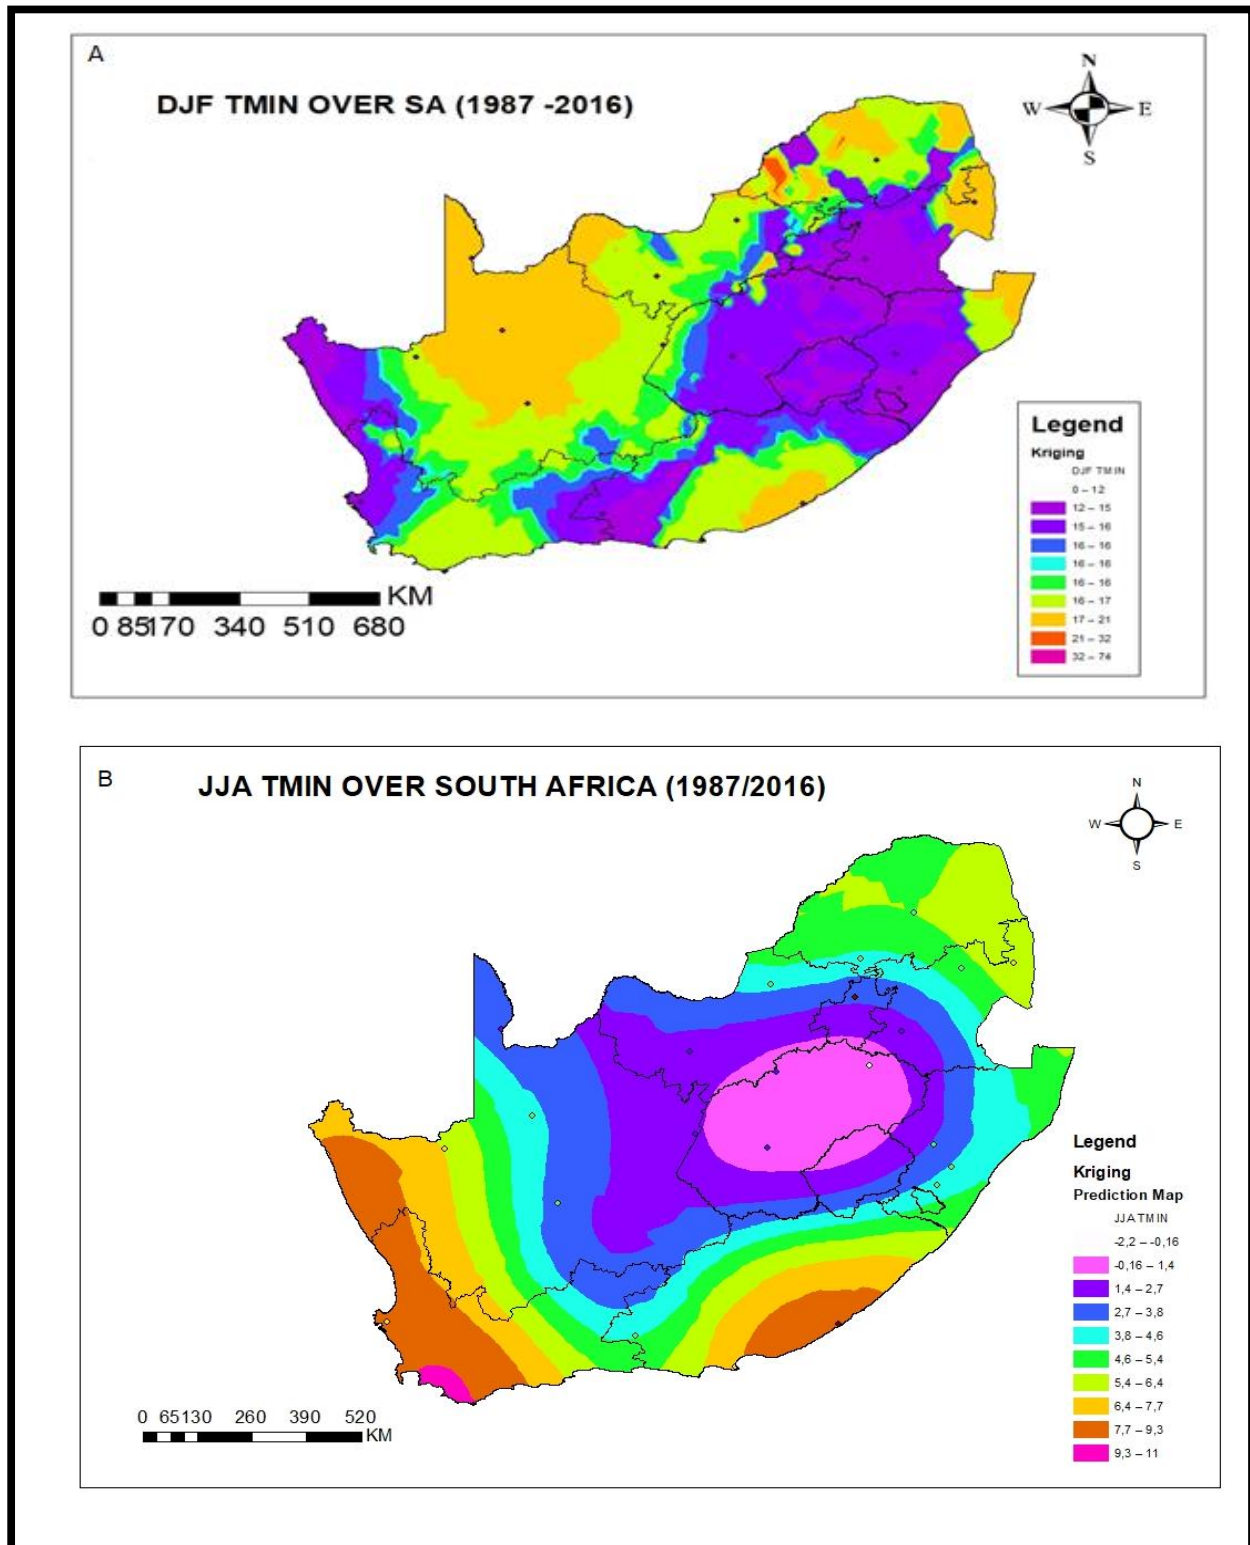 A
DJF TMIN OVER SA (1987 -2016)
N
W E
S
Legend
Kriging
DJF TMIN
0 – 12
12 – 15
15 – 16
16 – 16
16 – 16
16 – 16
16 – 17
17 – 21
21 – 32
32 – 74
KM
0 85170 340 510 680
B
JJA TMIN OVER SOUTH AFRICA (1987/2016)
N
W E
S
Legend
Kriging
Prediction Map
JJATMIN
-2,2 – -0,16
-0,16 – 1,4
1,4 – 2,7
2,7 – 3,8
3,8 – 4,6
4,6 – 5,4
5,4 – 6,4
6,4 – 7,7
7,7 – 9,3
9,3 – 11
0 65130 260 390 520
KM